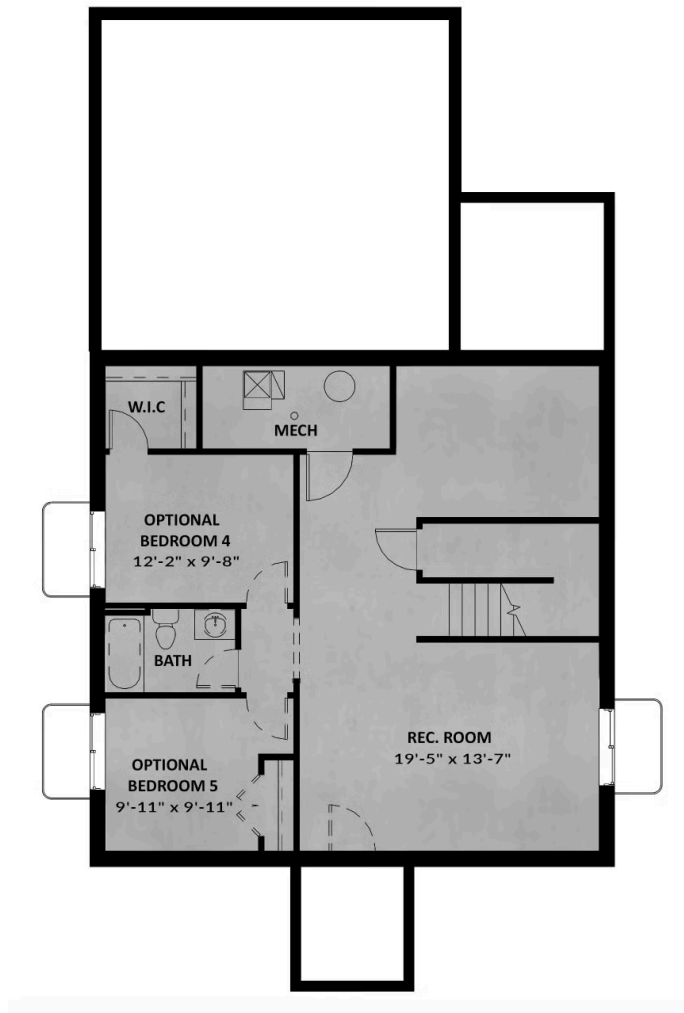 W.I.C
MECH
OPTIONAL
BEDROOM 4
12'-2" x 9'-8"
BATH
REC. ROOM
19'-5" x 13'-7"
OPTIONAL
BEDROOM 5
9'-11" x 9'-11"